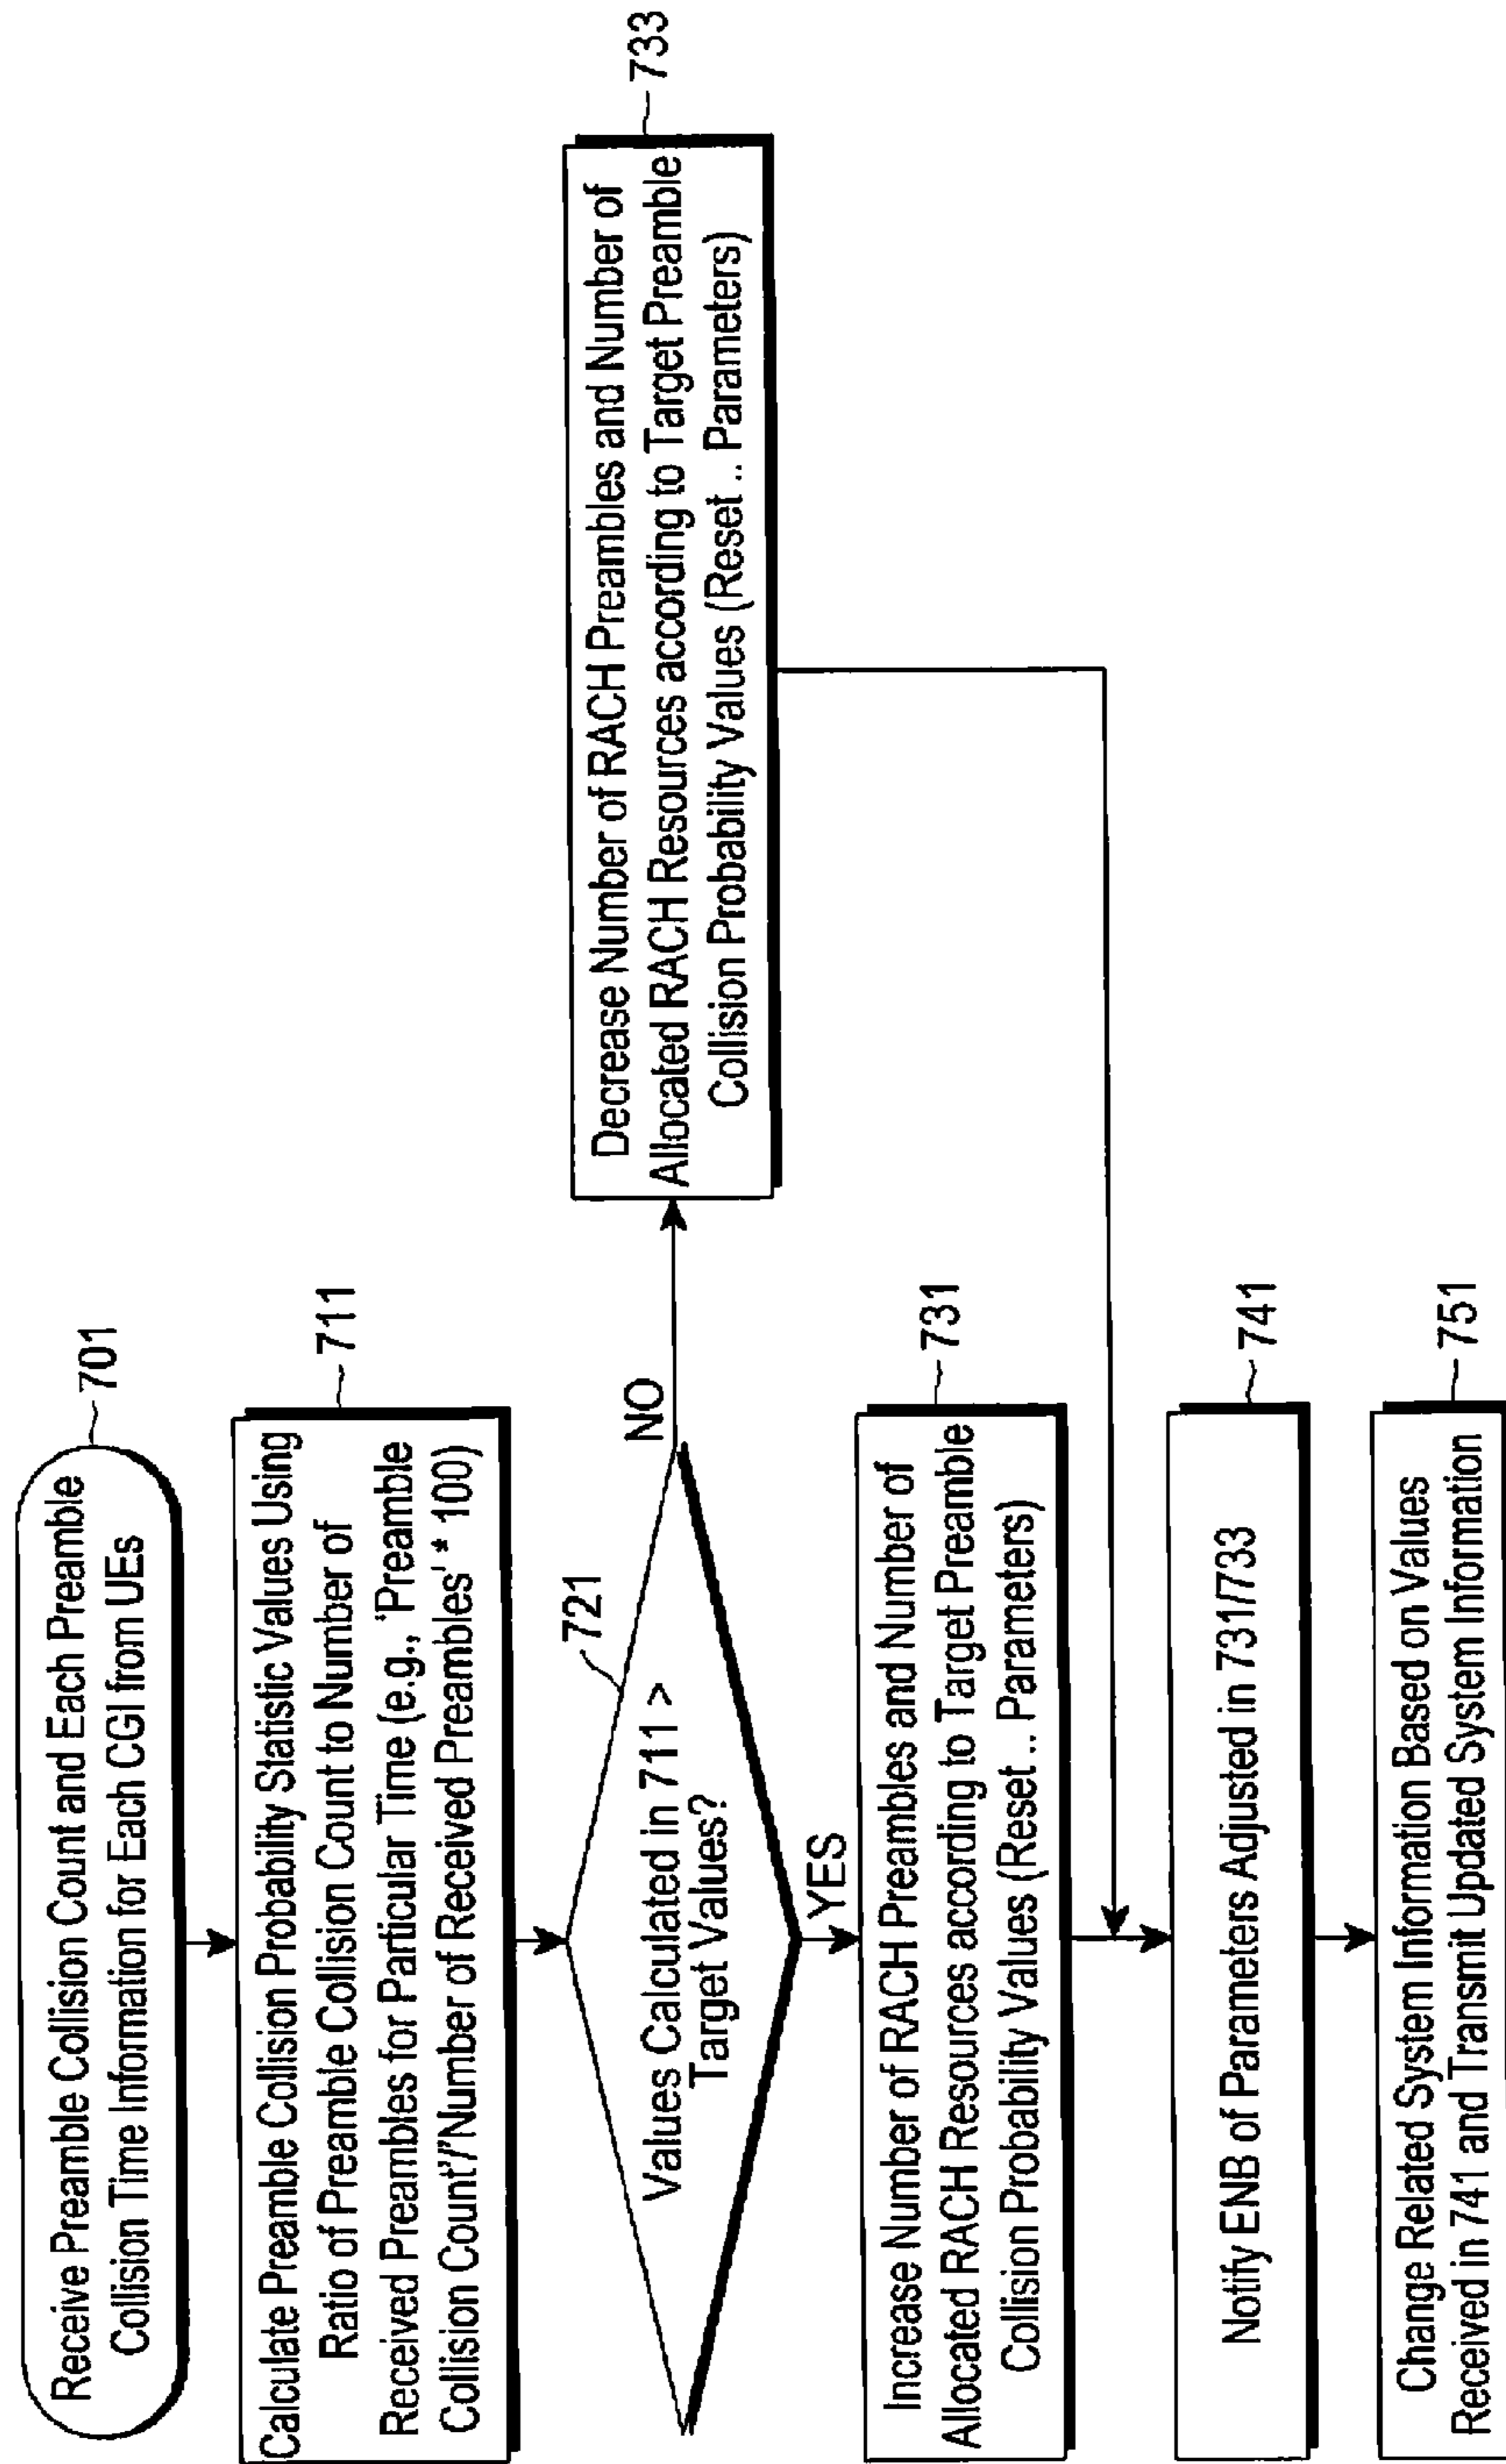 Receive Preamble Collision Count and Each Preamble
Collision Time Information for Each CGI from UEs
701
Calculate Preamble Collision Probability Statistic Values Using
Ratio of Preamble Collision Count to Number of
Received Preambles for Particular Time (e.g., 'Preamble
Collision Count'/'Number of Received Preambles' * 100)
711
Values Calculated in 711 >
Target Values?
721
NO
Decrease Number of RACH Preambles and Number of
Allocated RACH Resources according to Target Preamble
Collision Probability Values (Reset .. Parameters)
733
YES
Increase Number of RACH Preambles and Number of
Allocated RACH Resources according to Target Preamble
Collision Probability Values (Reset .. Parameters)
731
Notify ENB of Parameters Adjusted in 731/733
741
Change Related System Information Based on Values
Received in 741 and Transmit Updated System Information
751